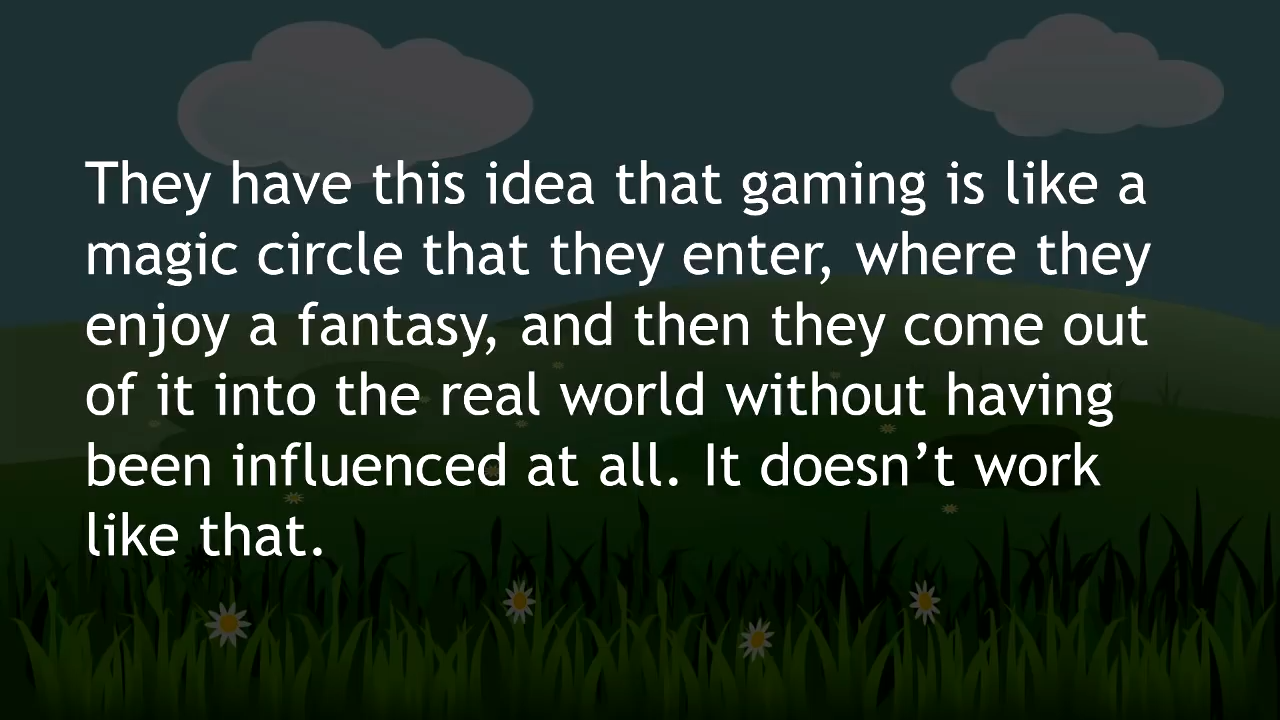 They have this idea that gaming is like a
magic circle that they enter, where they
enjoy a fantasy, and then they come out
of it into the real world without having
been influenced at all. It doesn’t work
like that.